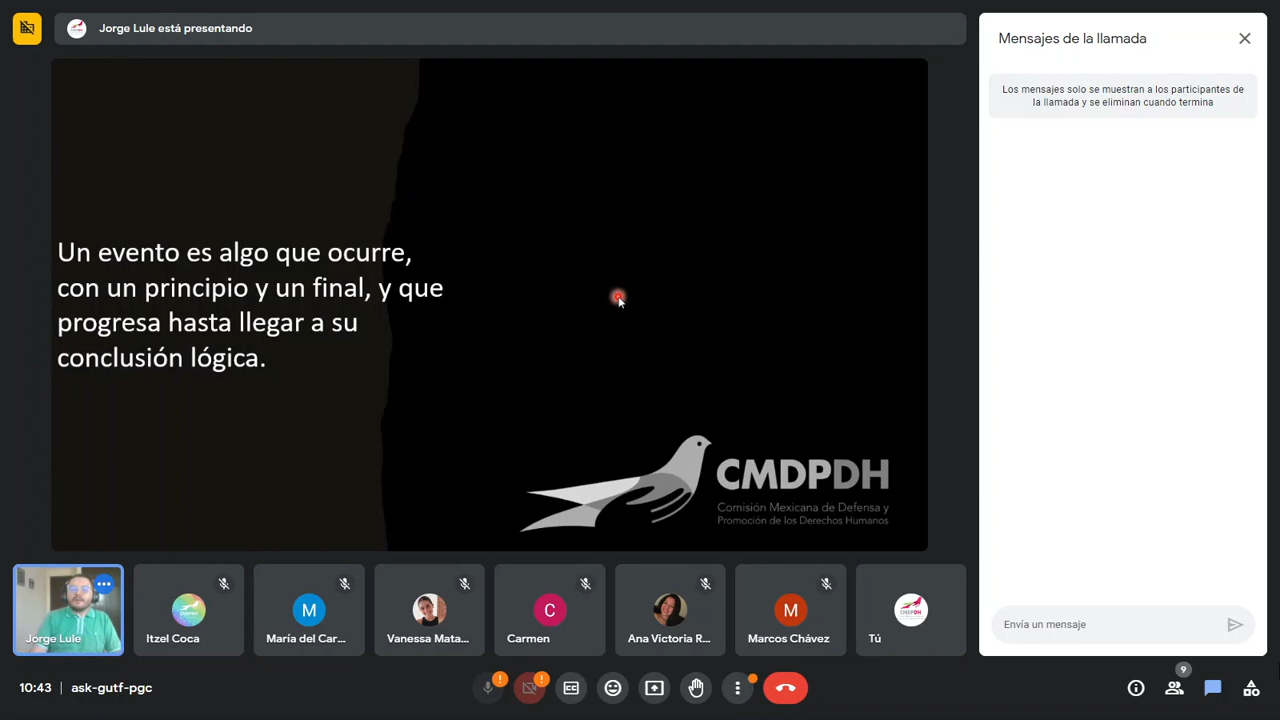 Jorge Lule está presentando
Un evento es algo que ocurre,
con un principio y un final, y que
progresa hasta llegar a su
conclusión lógica.
CMDPDH
Comisión Mexicana de Defensa y
Promoción de los Derechos Humanos
Mensajes de la llamada
Los mensajes solo se muestran a los participantes de
la llamada y se eliminan cuando termina
Envía un mensaje
Jorge Lule
Itzel Coca
M
María del Car...
Vanessa Mata...
C
Carmen
Ana Victoria R...
M
Marcos Chávez
CMDPDH
Tú
10:43 | ask-gutf-pgc
CC
9